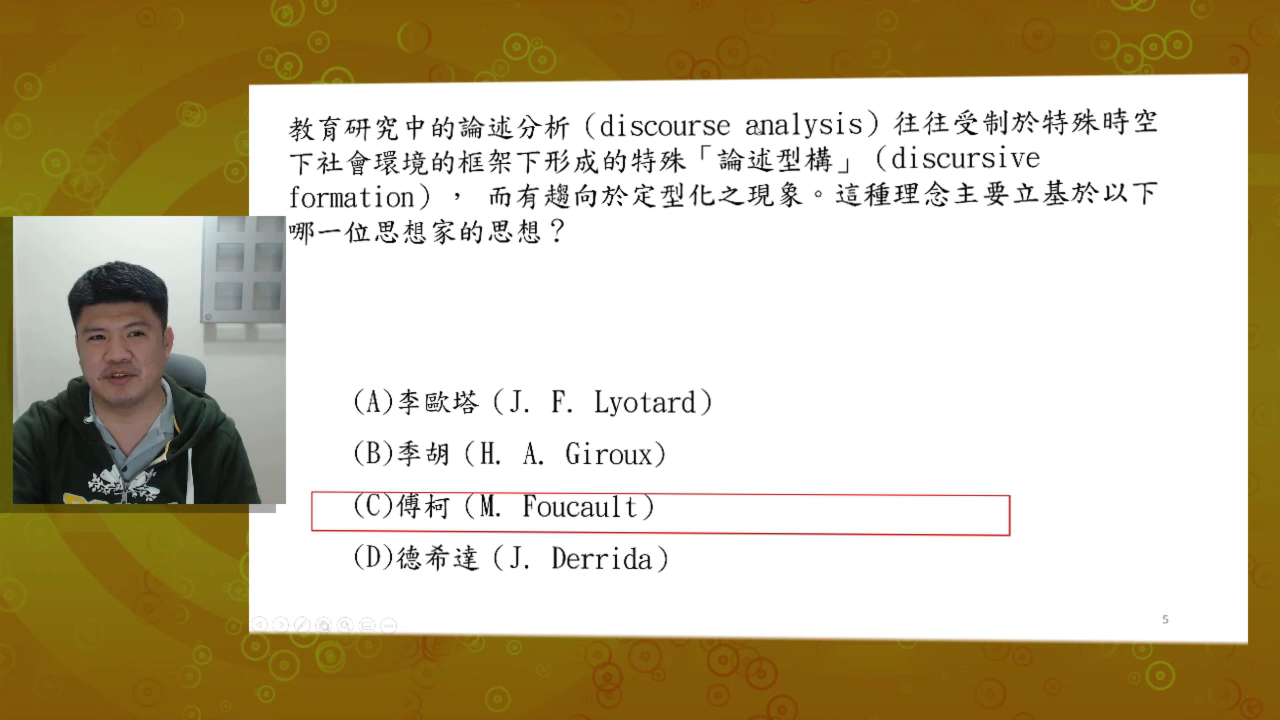 教育研究中的論述分析（discourse analysis）往往受制於特殊時空
下社會環境的框架下形成的特殊「論述型構」（discursive
formation）， 而有趨向於定型化之現象。這種理念主要立基於以下
哪一位思想家的思想？
(A)李歐塔（J. F. Lyotard）
(B)季胡（H. A. Giroux）
(C)傅柯（M. Foucault）
(D)德希達（J. Derrida）
5